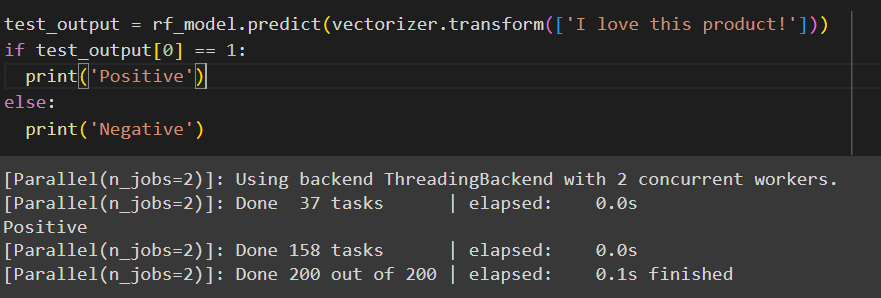 test_output = rf_model.predict(vectorizer.transform(['I love this product!']))
if test_output[0] == 1:
  print('Positive')
else:
  print('Negative')
[Parallel(n_jobs=2)]: Using backend ThreadingBackend with 2 concurrent workers.
[Parallel(n_jobs=2)]: Done  37 tasks      | elapsed:    0.0s
Positive
[Parallel(n_jobs=2)]: Done 158 tasks      | elapsed:    0.0s
[Parallel(n_jobs=2)]: Done 200 out of 200 | elapsed:    0.1s finished